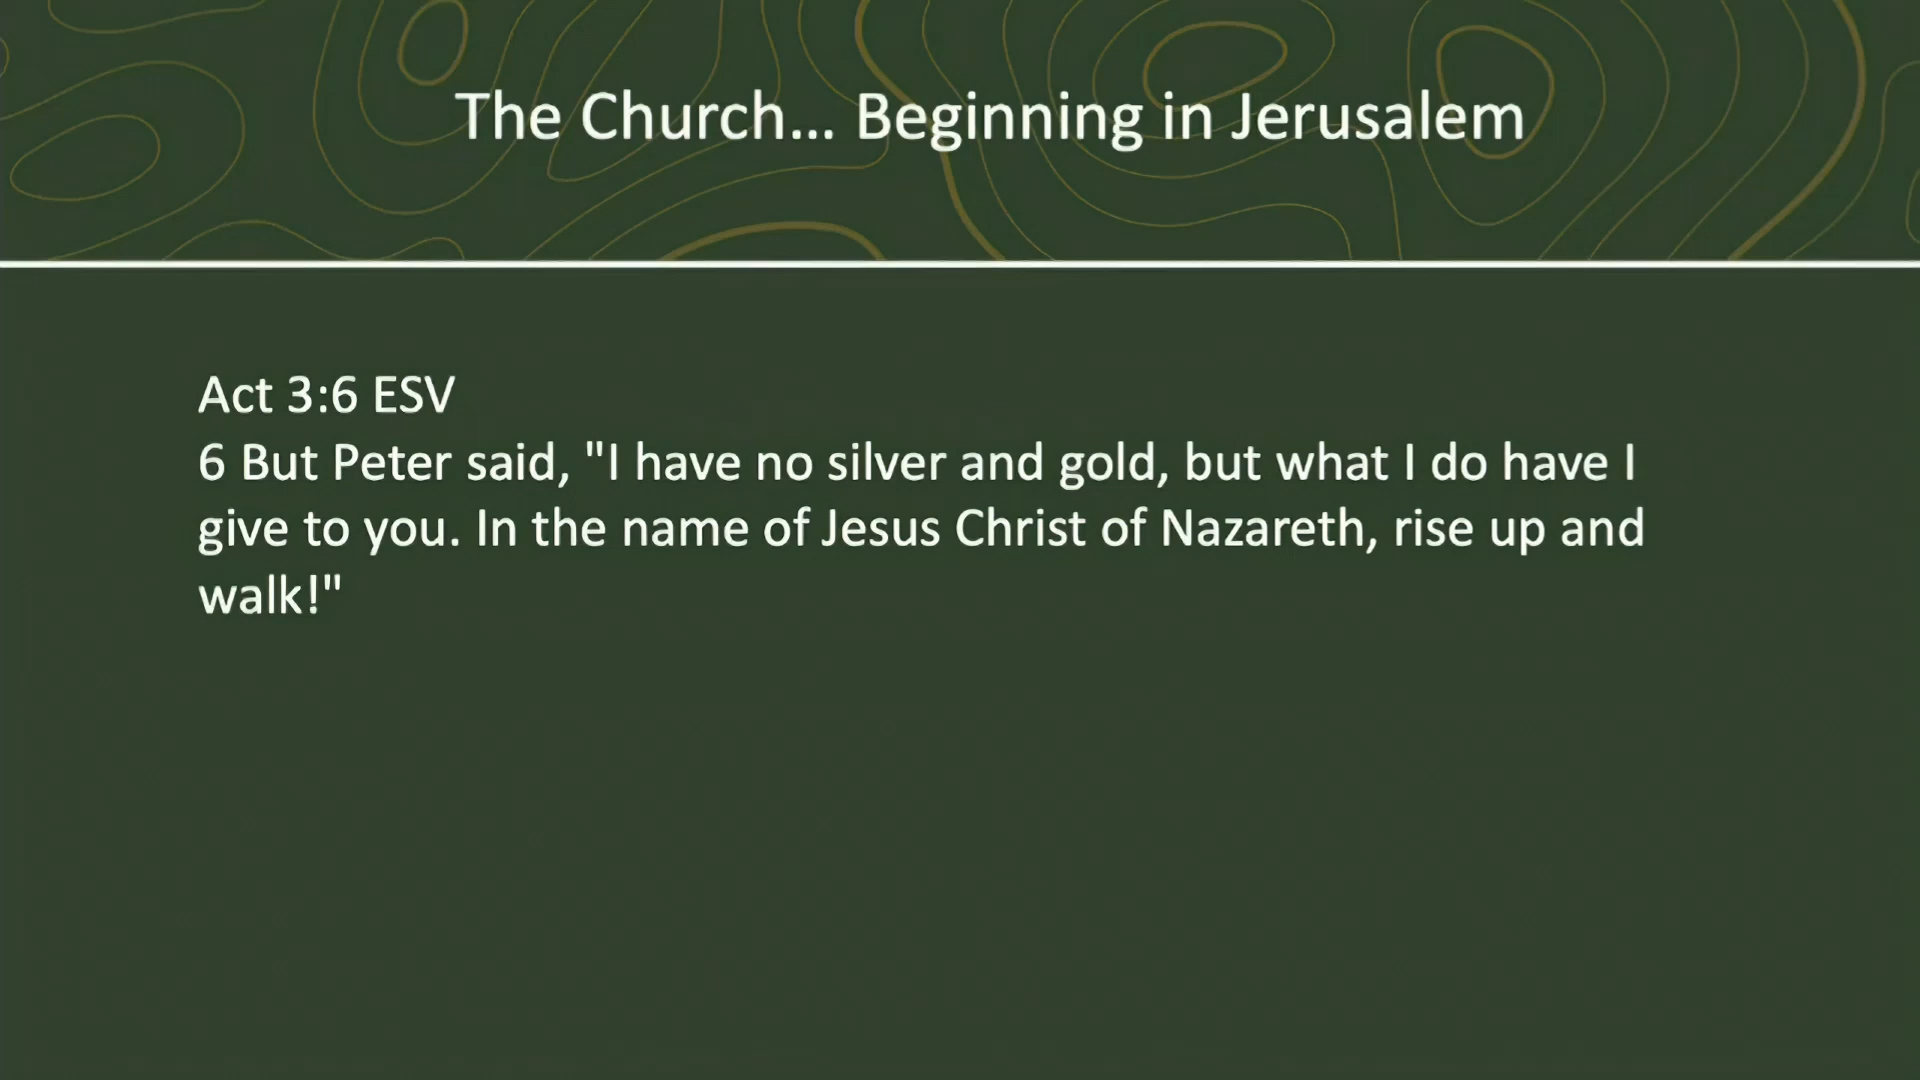 The Church... Beginning in Jerusalem
Act 3:6 ESV
6 But Peter said, "I have no silver and gold, but what I do have I
give to you. In the name of Jesus Christ of Nazareth, rise up and
walk!"